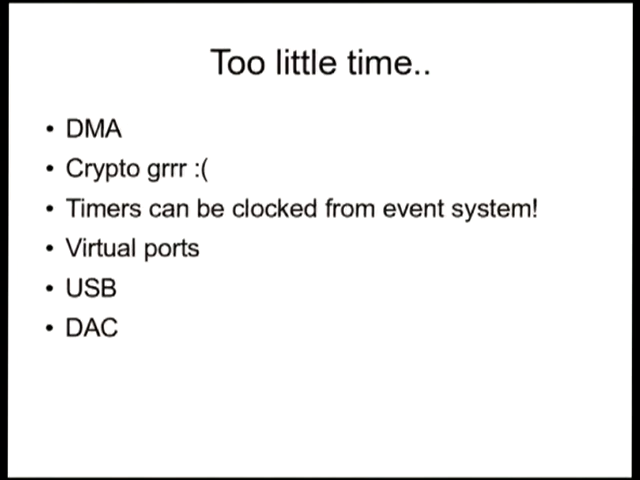 Too little time..
• DMA
• Crypto grrr :(
• Timers can be clocked from event system!
• Virtual ports
• USB
• DAC